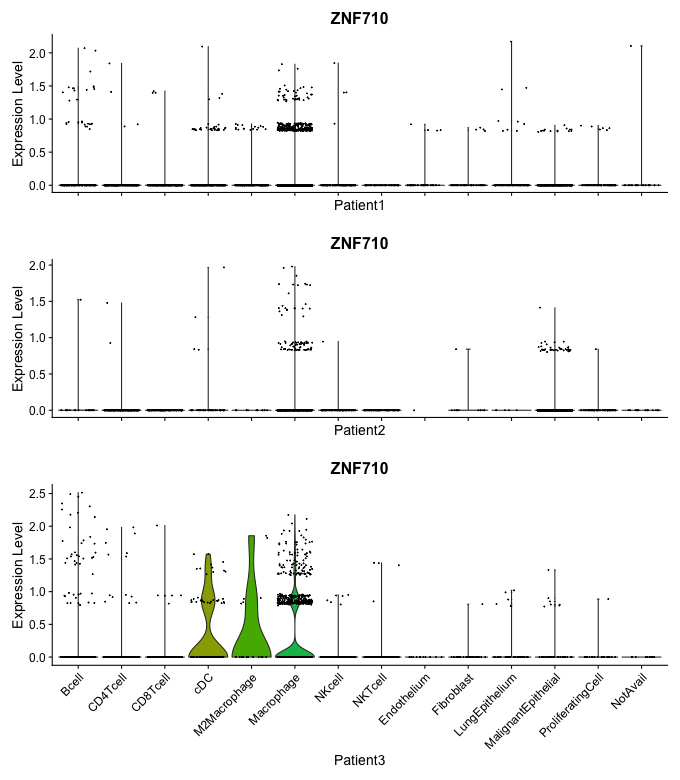 ZNF710
Expression Level
2.0
1.5
1.0
0.5
0.0
Patient1
ZNF710
Expression Level
2.0
1.5
1.0
0.5
0.0
Patient2
ZNF710
Expression Level
2.5
2.0
1.5
1.0
0.5
0.0
Bcell
CD4Tcell
CD8Tcell
cDC
M2Macrophage
Macrophage
NKcell
NKTcell
Endothelium
Fibroblast
LungEpithelium
MalignantEpithelial
ProliferatingCell
NotAvail
Patient3